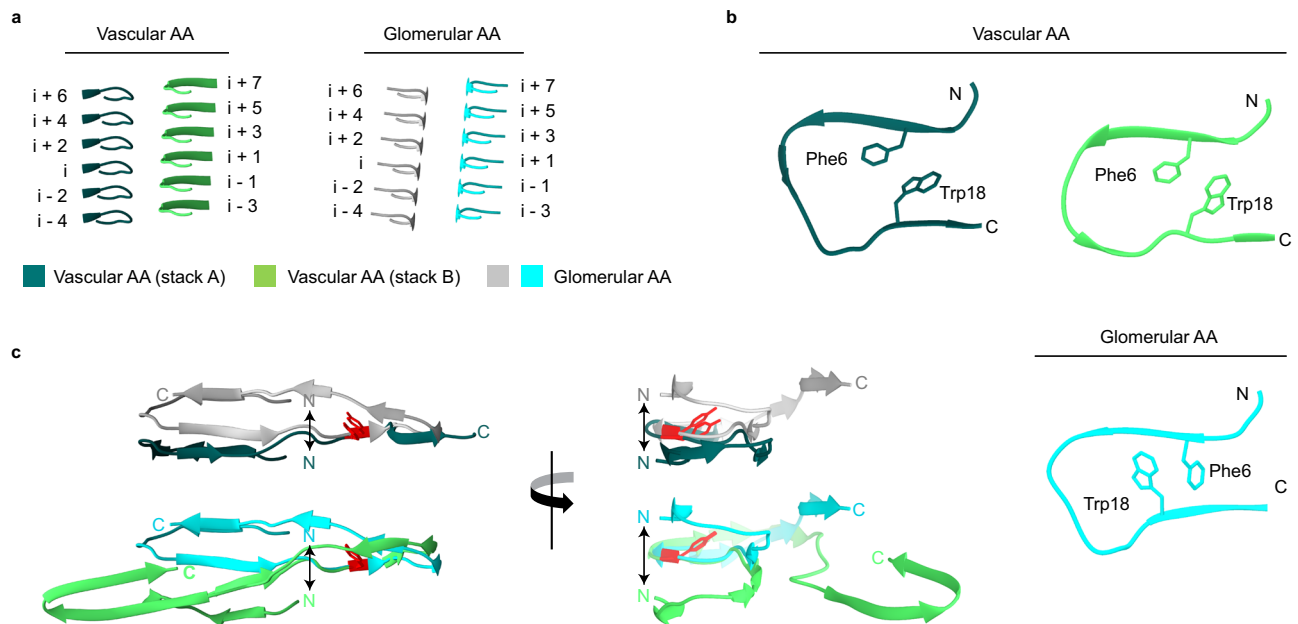 a
Vascular AA
Glomerular AA
i + 6
i + 4
i + 2
i
i - 2
i - 4
i + 7
i + 5
i + 3
i + 1
i - 1
i - 3
i + 6
i + 4
i + 2
i
i - 2
i - 4
i + 7
i + 5
i + 3
i + 1
i - 1
i - 3
Vascular AA (stack A)
Vascular AA (stack B)
Glomerular AA
b
Vascular AA
N
Phe6
Trp18
C
N
Phe6
Trp18
C
Glomerular AA
N
Phe6
Trp18
C
c
C
N
N
C
C
N
C
N
N
C
N
N
C
C
N